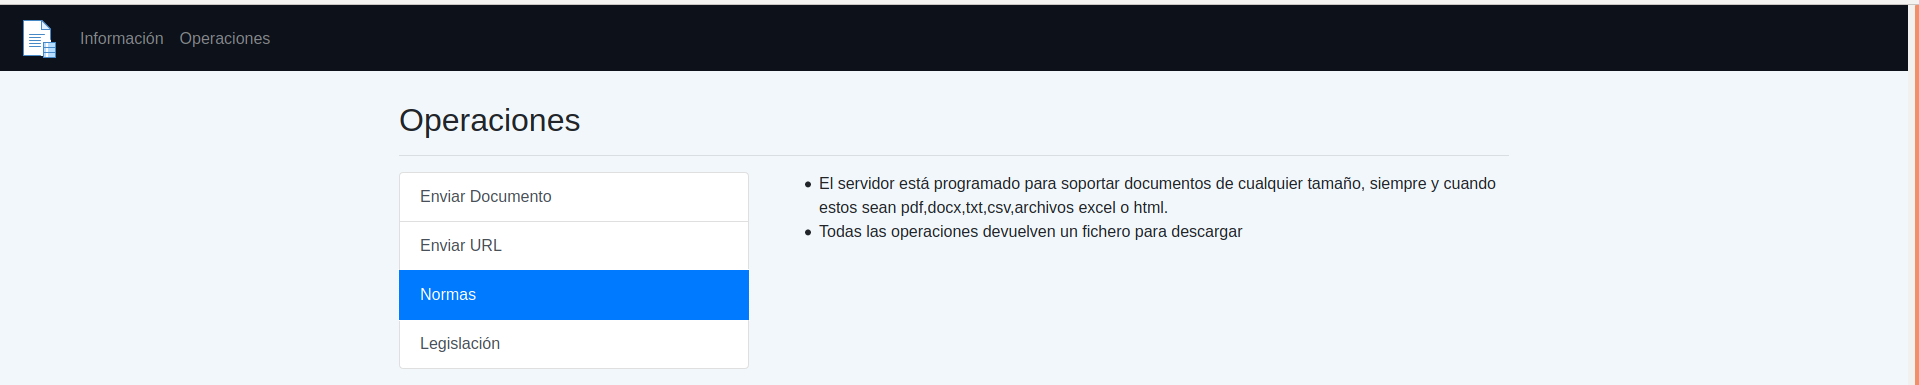 Información Operaciones
Operaciones
Enviar Documento
Enviar URL
Normas
Legislación
El servidor está programado para soportar documentos de cualquier tamaño, siempre y cuando
estos sean pdf,docx,txt,csv,archivos excel o html.
Todas las operaciones devuelven un fichero para descargar